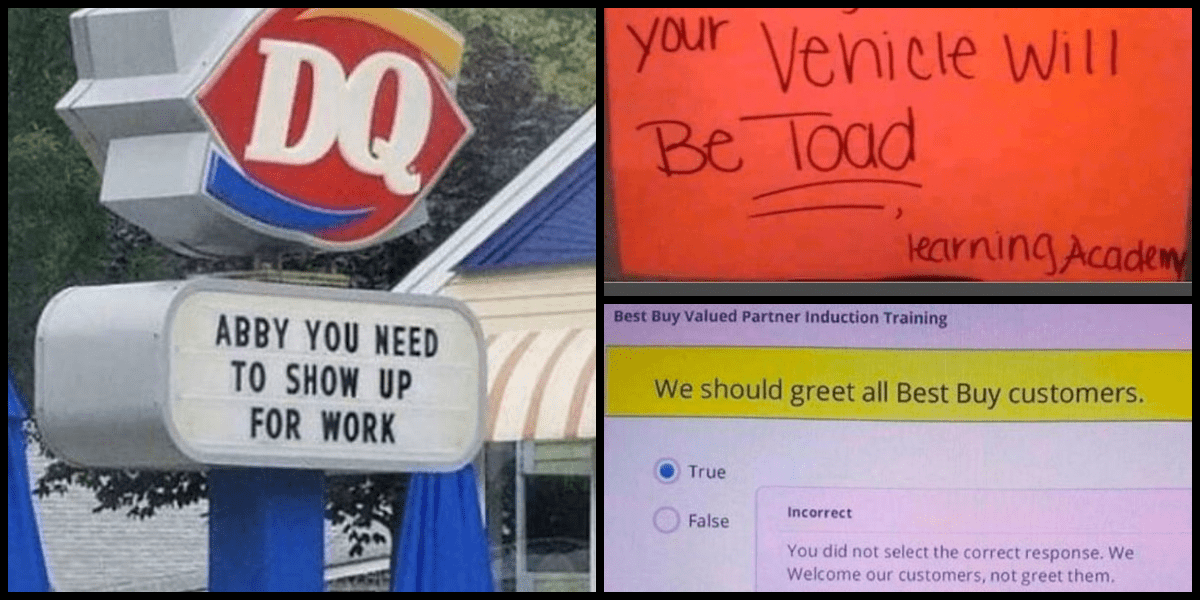 DQ
ABBY YOU NEED
TO SHOW UP
FOR WORK
your Vehicle Will
Be Toad
learning Academy
Best Buy Valued Partner Induction Training
We should greet all Best Buy customers.
True
False
Incorrect
You did not select the correct response. We
Welcome our customers, not greet them.